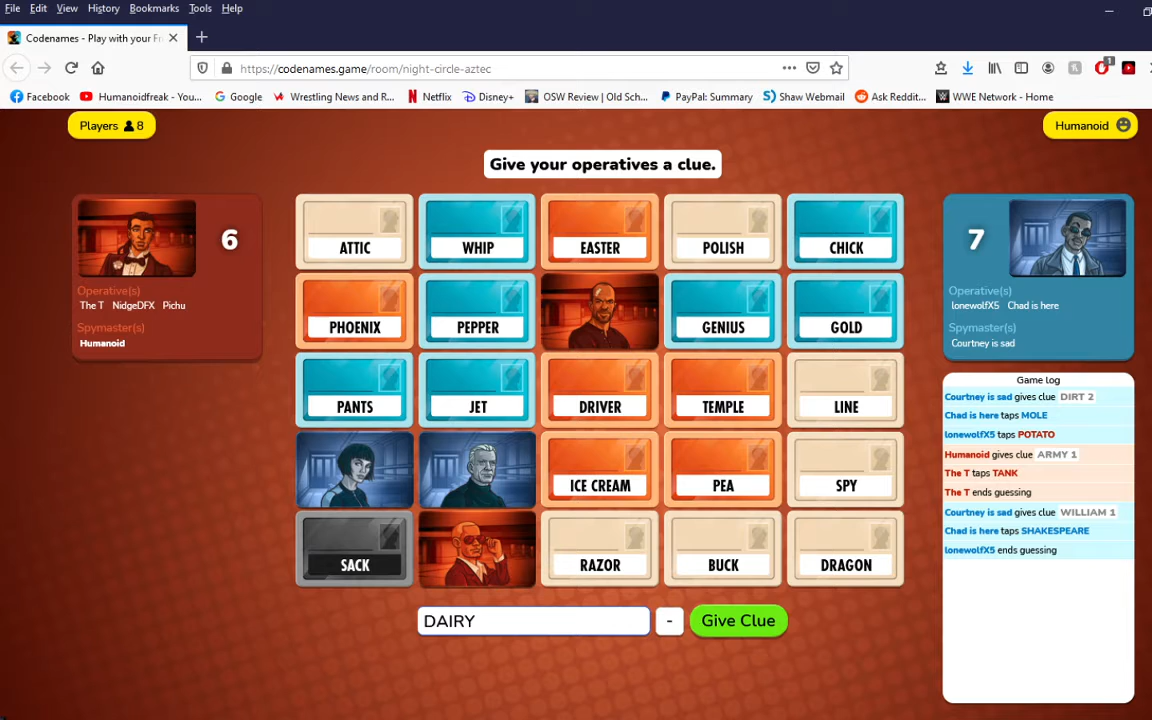 File Edit View History Bookmarks Tools Help
Codenames - Play with your Fri
https://codenames.game/room/night-circle-aztec
1
Facebook Humanoidfreak - You... Google Wrestling News and R... Netflix Disney+ OSW Review | Old Sch... PayPal: Summary Shaw Webmail Ask Reddit... WWE Network - Home
Players 8
Humanoid
Give your operatives a clue.
6
Operative(s)
The T NidgeDFX Pichu
Spymaster(s)
Humanoid
ATTIC WHIP EASTER POLISH CHICK
PHOENIX PEPPER GENIUS GOLD
PANTS JET DRIVER TEMPLE LINE
ICE CREAM PEA SPY
SACK RAZOR BUCK DRAGON
DAIRY - Give Clue
7
Operative(s)
lonewolfX5 Chad is here
Spymaster(s)
Courtney is sad
Game log
Courtney is sad gives clue DIRT 2
Chad is here taps MOLE
lonewolfX5 taps POTATO
Humanoid gives clue ARMY 1
The T taps TANK
The T ends guessing
Courtney is sad gives clue WILLIAM 1
Chad is here taps SHAKESPEARE
lonewolfX5 ends guessing